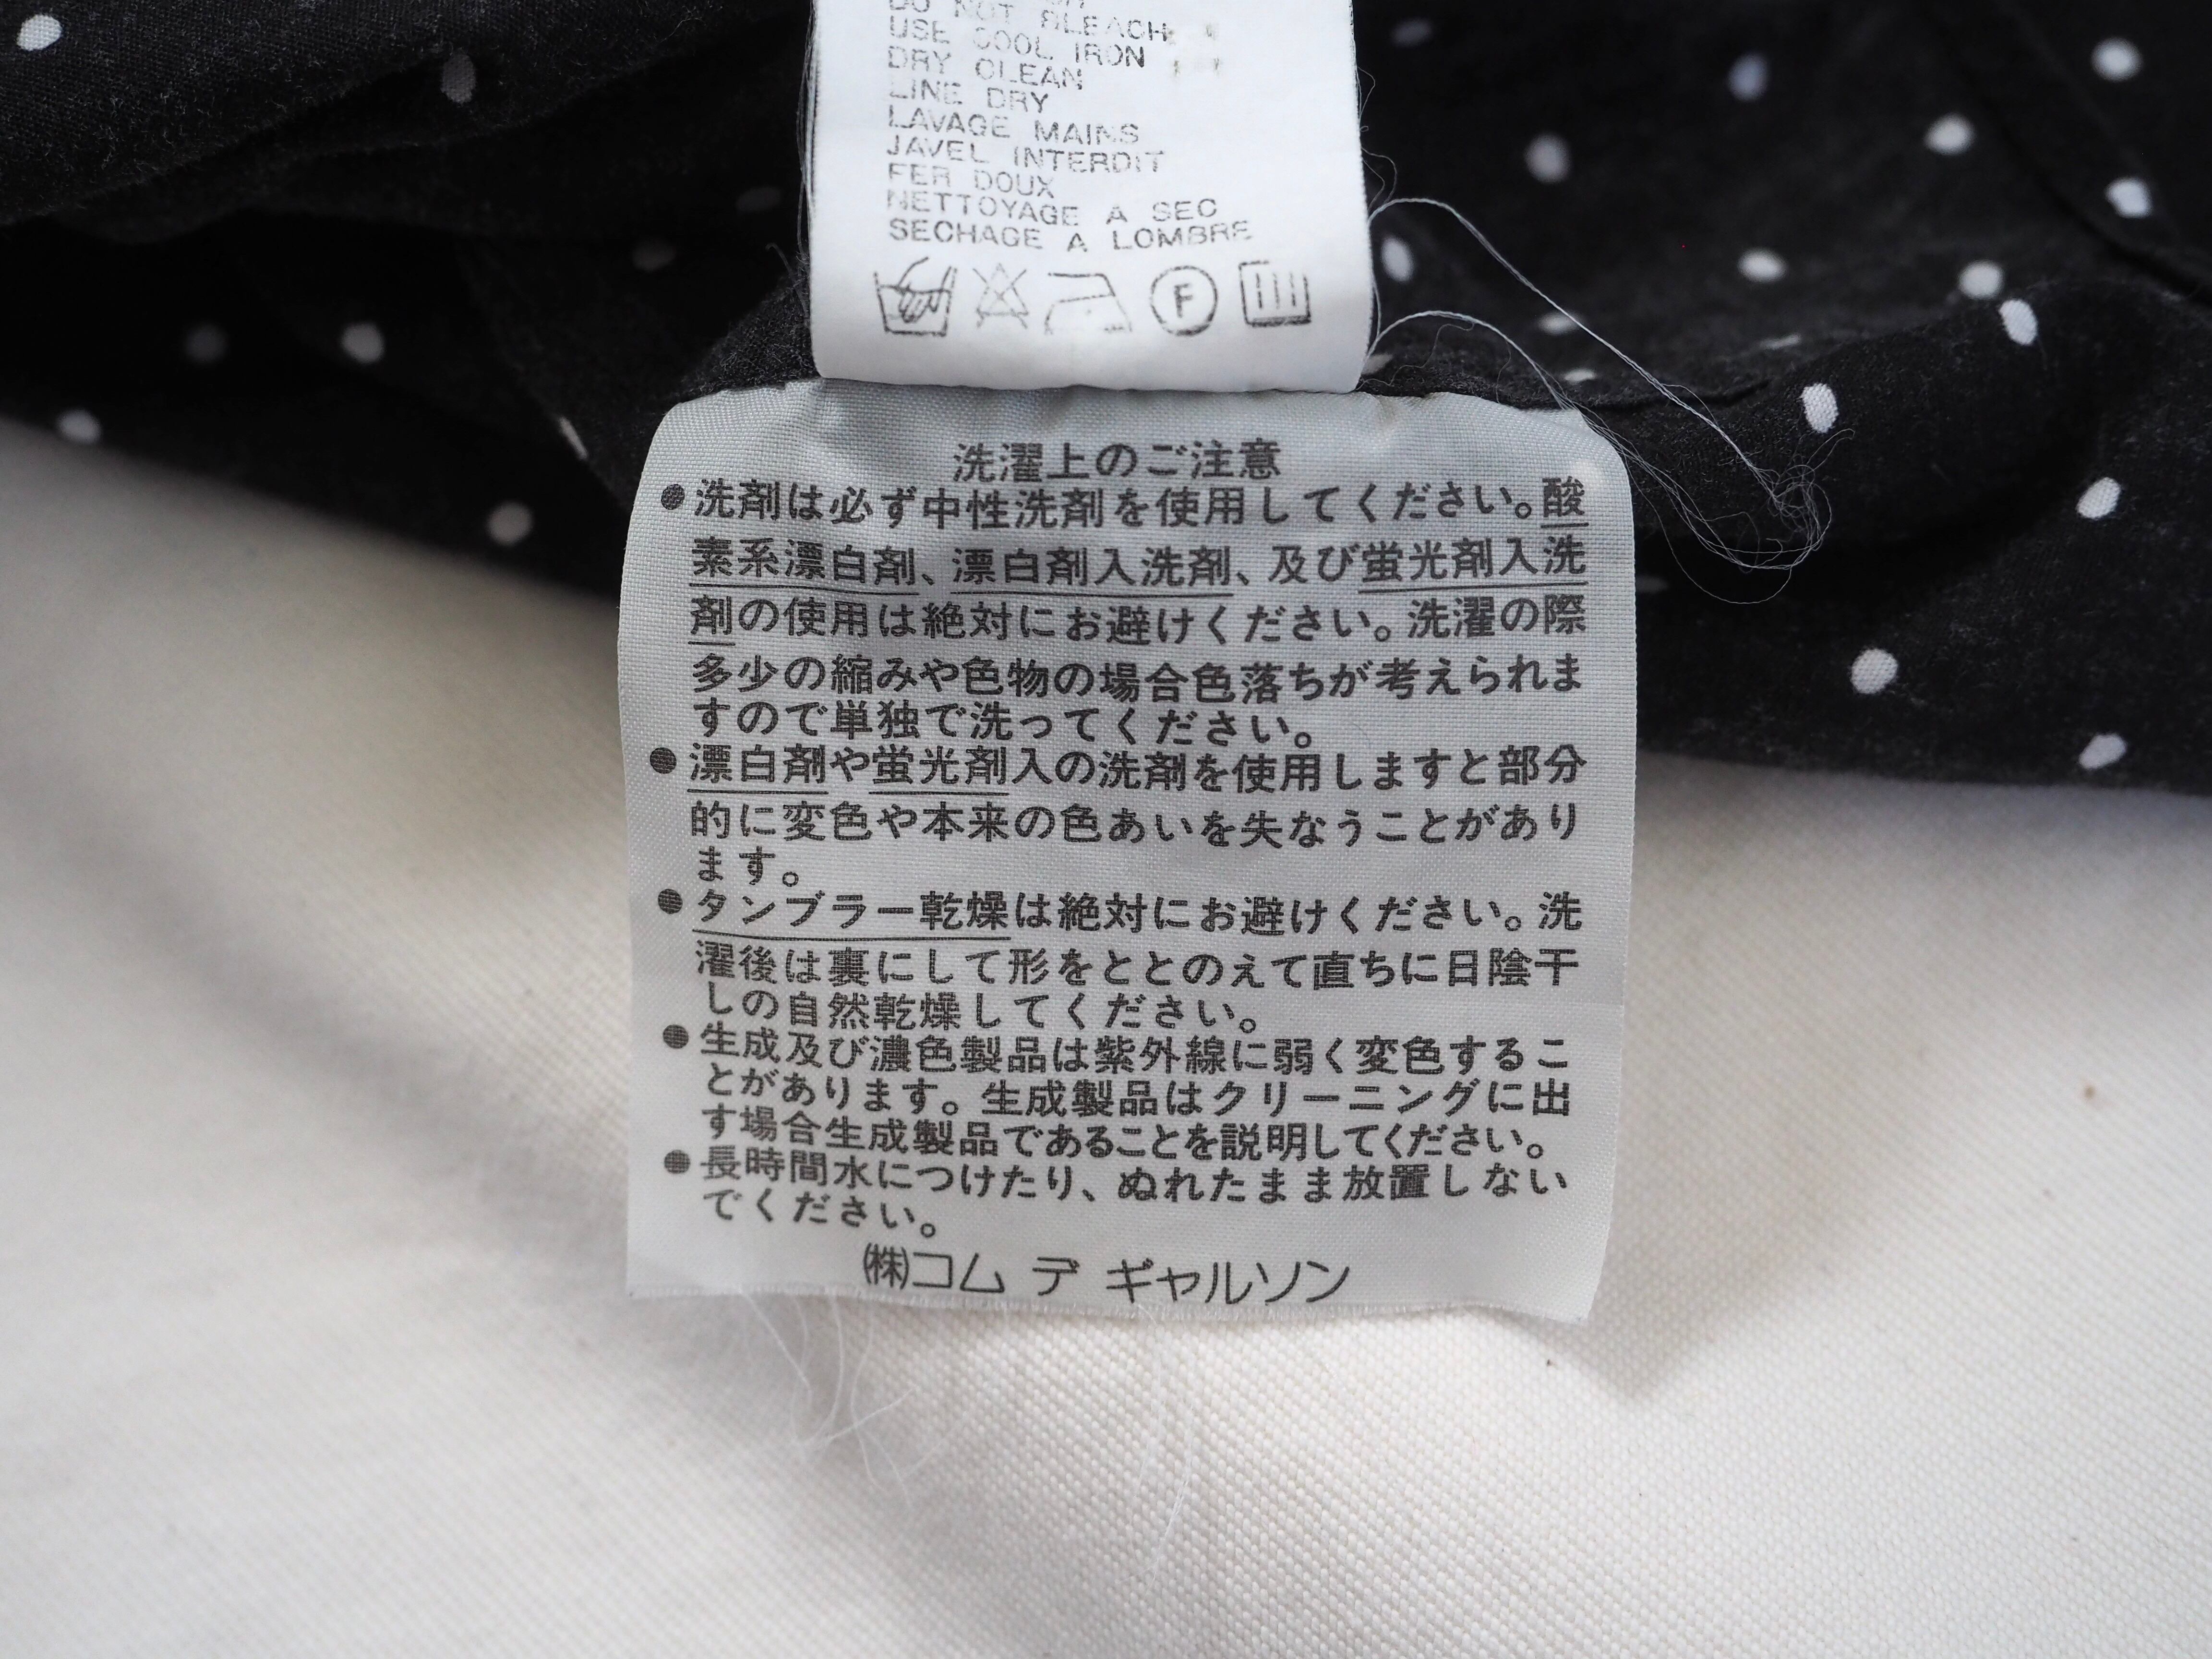 DO NOT BLEACH
USE COOL IRON
DRY CLEAN
LINE DRY
LAVAGE MAINS
JAVEL INTERDIT
FER DOUX
NETTOYAGE A SEC
SECHAGE A LOMBRE
F
洗濯上のご注意
●洗剤は必ず中性洗剤を使用してください。酸
素系漂白剤、漂白剤入洗剤、及び蛍光剤入洗
剤の使用は絶対にお避けください。洗濯の際
多少の縮みや色物の場合色落ちが考えられま
すので単独で洗ってください。
●漂白剤や蛍光剤入の洗剤を使用しますと部分
的に変色や本来の色あいを失なうことがあり
ます。
●タンブラー乾燥は絶対にお避けください。洗
濯後は裏にして形をととのえて直ちに日陰干
しの自然乾燥してください。
●生成及び濃色製品は紫外線に弱く変色するこ
とがあります。生成製品はクリーニングに出
す場合生成製品であることを説明してください。
●長時間水につけたり、ぬれたまま放置しない
でください。
㈱コム デ ギャルソン